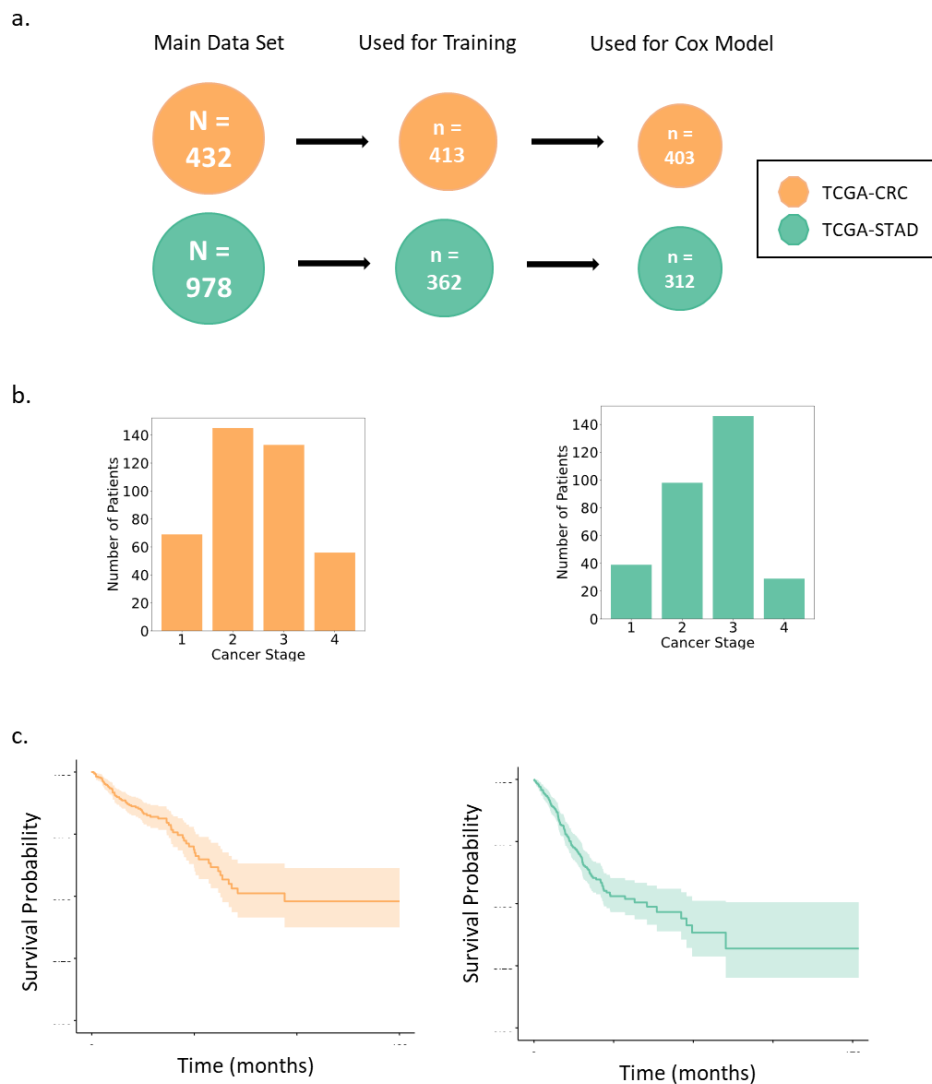 a.
Main Data Set
Used for Training
Used for Cox Model
N =
432
n =
413
n =
403
TCGA-CRC
TCGA-STAD
N =
978
n =
362
n =
312
b.
Number of Patients
140
120
100
80
60
40
20
0
1 2 3 4
Cancer Stage
Number of Patients
140
120
100
80
60
40
20
0
1 2 3 4
Cancer Stage
c.
Survival Probability
Time (months)
Survival Probability
Time (months)